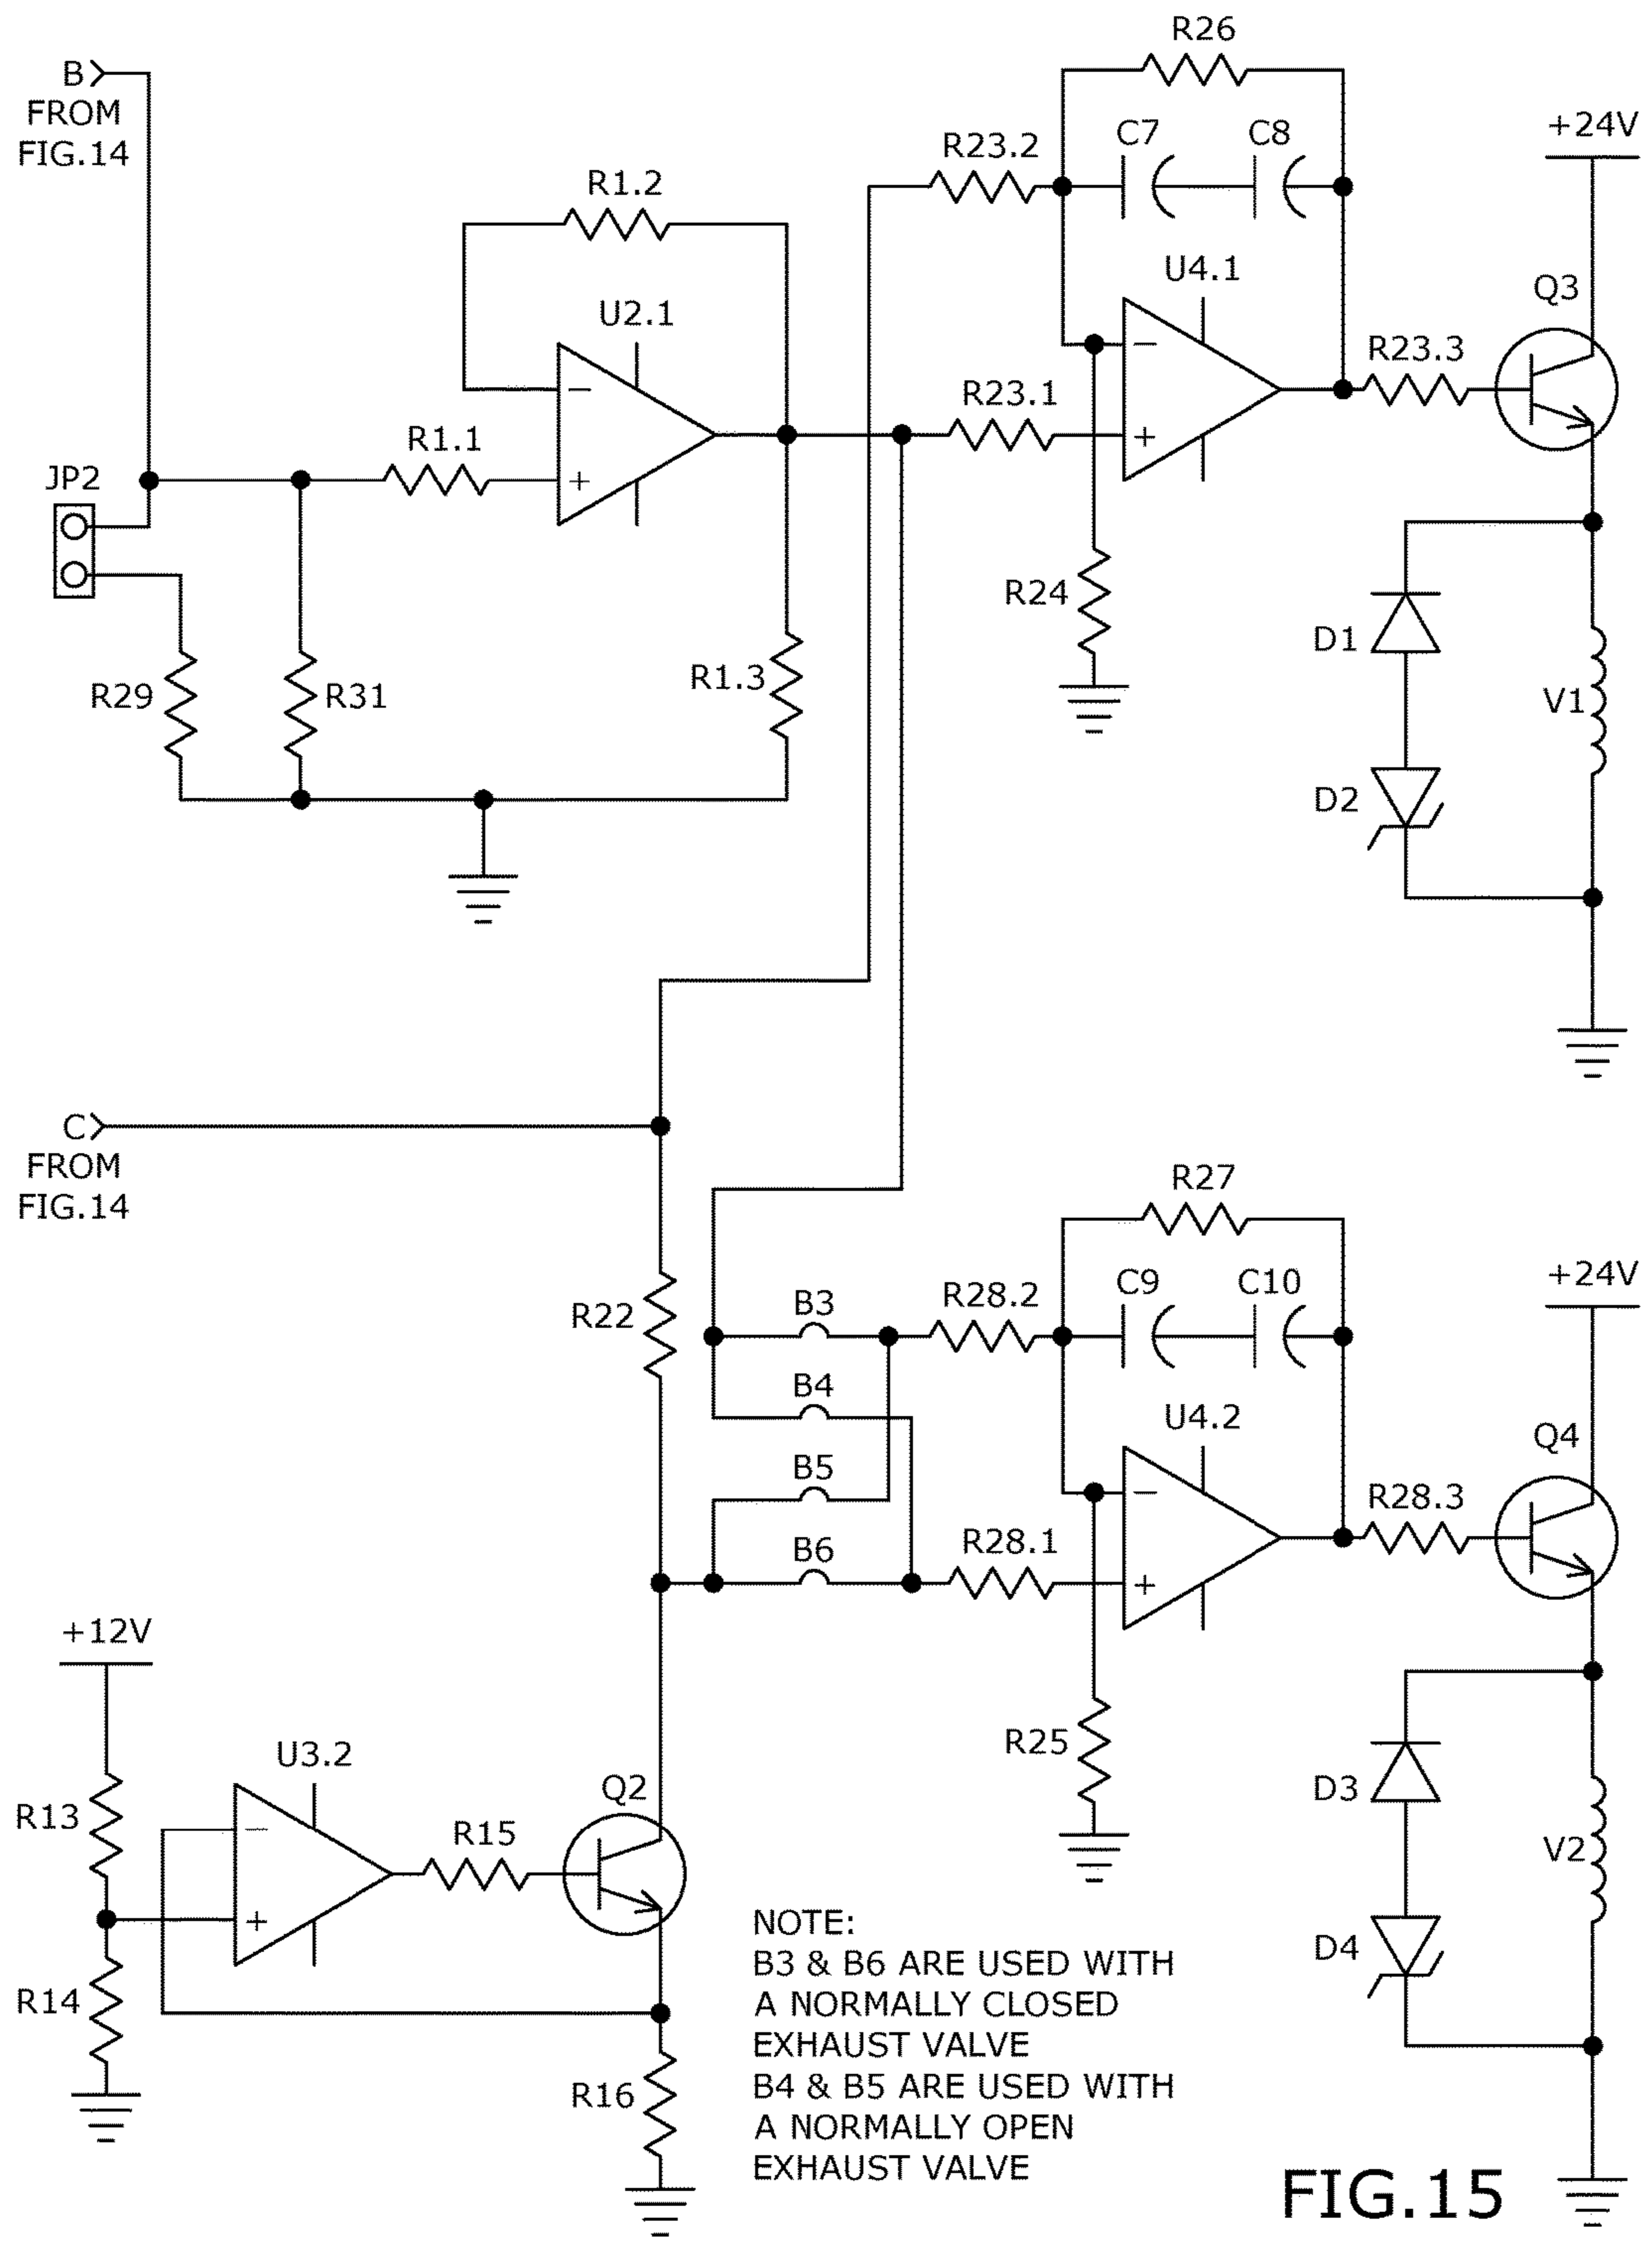 R26
B
FROM
FIG.14
+24V
C7
C8
R23.2
R1.2
U4.1
Q3
U2.1
R23.3
R23.1
R1.1
−
JP2
+
−
+
R24
D1
R29
R31
R1.3
V1
D2
C
FROM
FIG.14
R27
+24V
C9
C10
R28.2
B3
R22
B4
U4.2
Q4
B5
−
R28.3
B6
R28.1
+
+12V
R25
U3.2
Q2
D3
R13
−
R15
V2
+
NOTE:
B3 & B6 ARE USED WITH
A NORMALLY CLOSED
EXHAUST VALVE
B4 & B5 ARE USED WITH
A NORMALLY OPEN
EXHAUST VALVE
D4
R14
R16
FIG.15